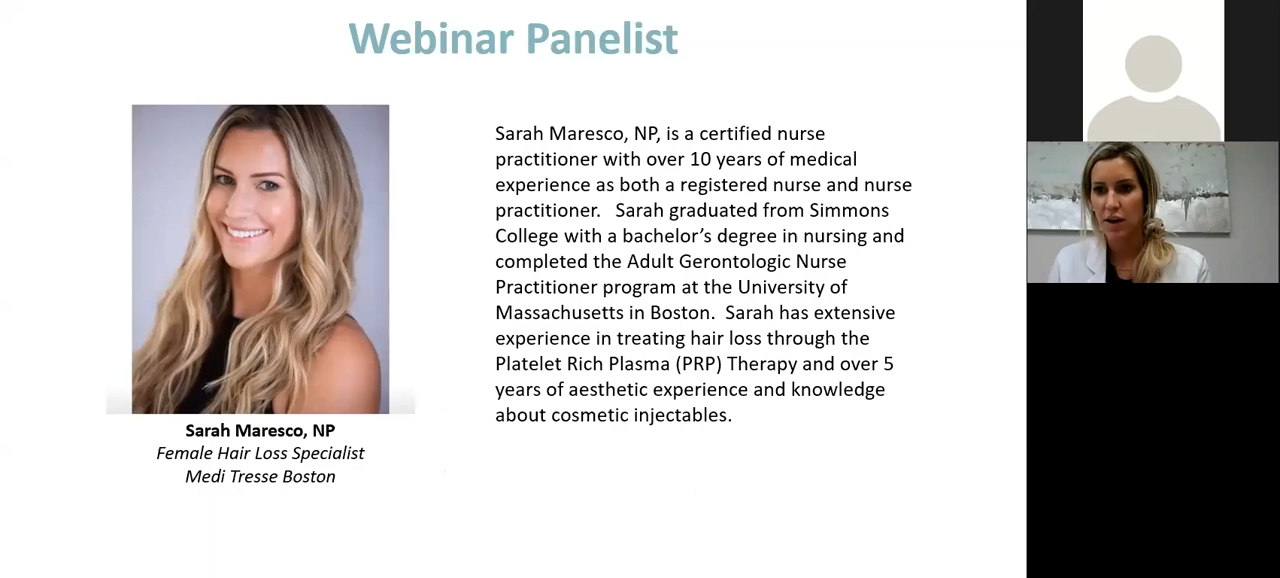 Webinar Panelist
Sarah Maresco, NP, is a certified nurse
practitioner with over 10 years of medical
experience as both a registered nurse and nurse
practitioner.   Sarah graduated from Simmons
College with a bachelor’s degree in nursing and
completed the Adult Gerontologic Nurse
Practitioner program at the University of
Massachusetts in Boston.  Sarah has extensive
experience in treating hair loss through the
Platelet Rich Plasma (PRP) Therapy and over 5
years of aesthetic experience and knowledge
about cosmetic injectables.
Sarah Maresco, NP
Female Hair Loss Specialist
Medi Tresse Boston